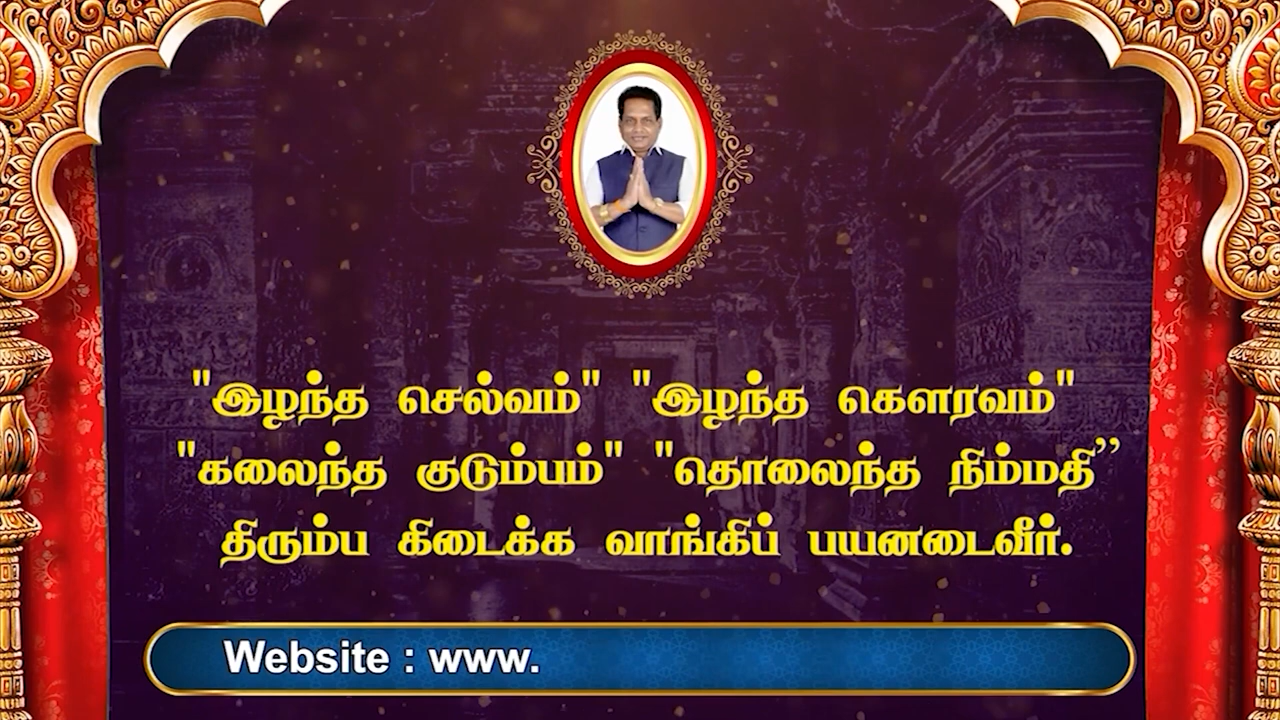 "இழந்த செல்வம்" "இழந்த கௌரவம்"
"கலைந்த குடும்பம்" "தொலைந்த நிம்மதி’’
திரும்ப கிடைக்க வாங்கிப் பயனடைவீர்.
Website : www.